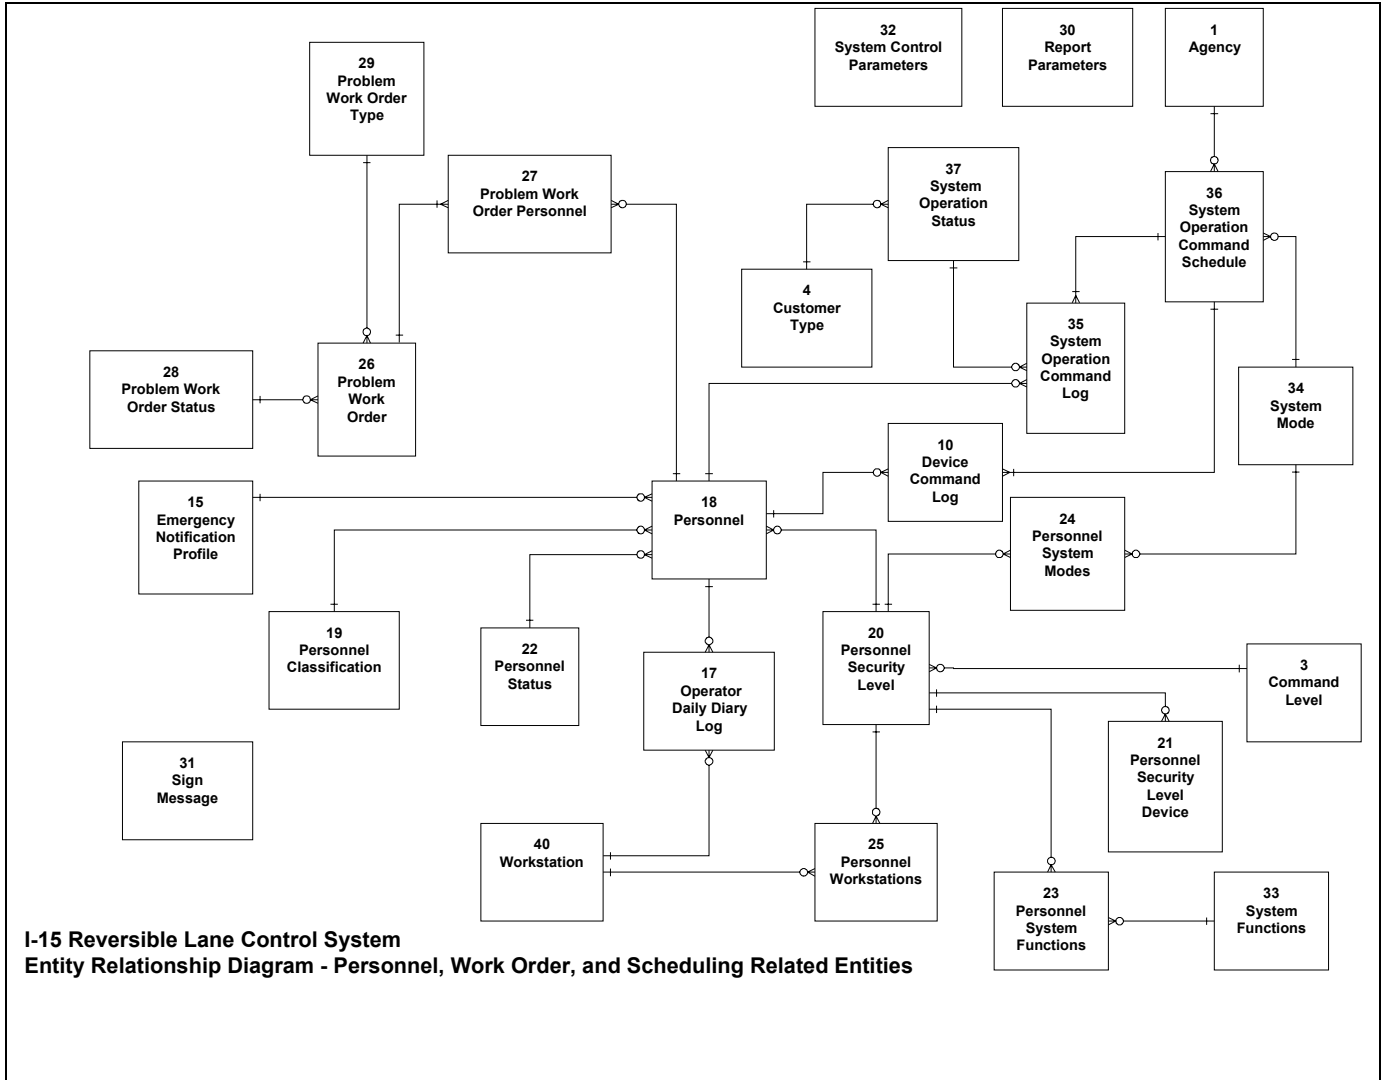 32
System Control
Parameters
30
Report
Parameters
1
Agency
29
Problem
Work Order
Type
27
Problem Work
Order Personnel
37
System
Operation
Status
36
System
Operation
Command
Schedule
4
Customer
Type
35
System
Operation
Command
Log
28
Problem Work
Order Status
26
Problem
Work
Order
34
System
Mode
10
Device
Command
Log
15
Emergency
Notification
Profile
18
Personnel
24
Personnel
System
Modes
19
Personnel
Classification
22
Personnel
Status
17
Operator
Daily Diary
Log
20
Personnel
Security
Level
3
Command
Level
21
Personnel
Security
Level
Device
31
Sign
Message
40
Workstation
25
Personnel
Workstations
23
Personnel
System
Functions
33
System
Functions
I-15 Reversible Lane Control System
Entity Relationship Diagram - Personnel, Work Order, and Scheduling Related Entities